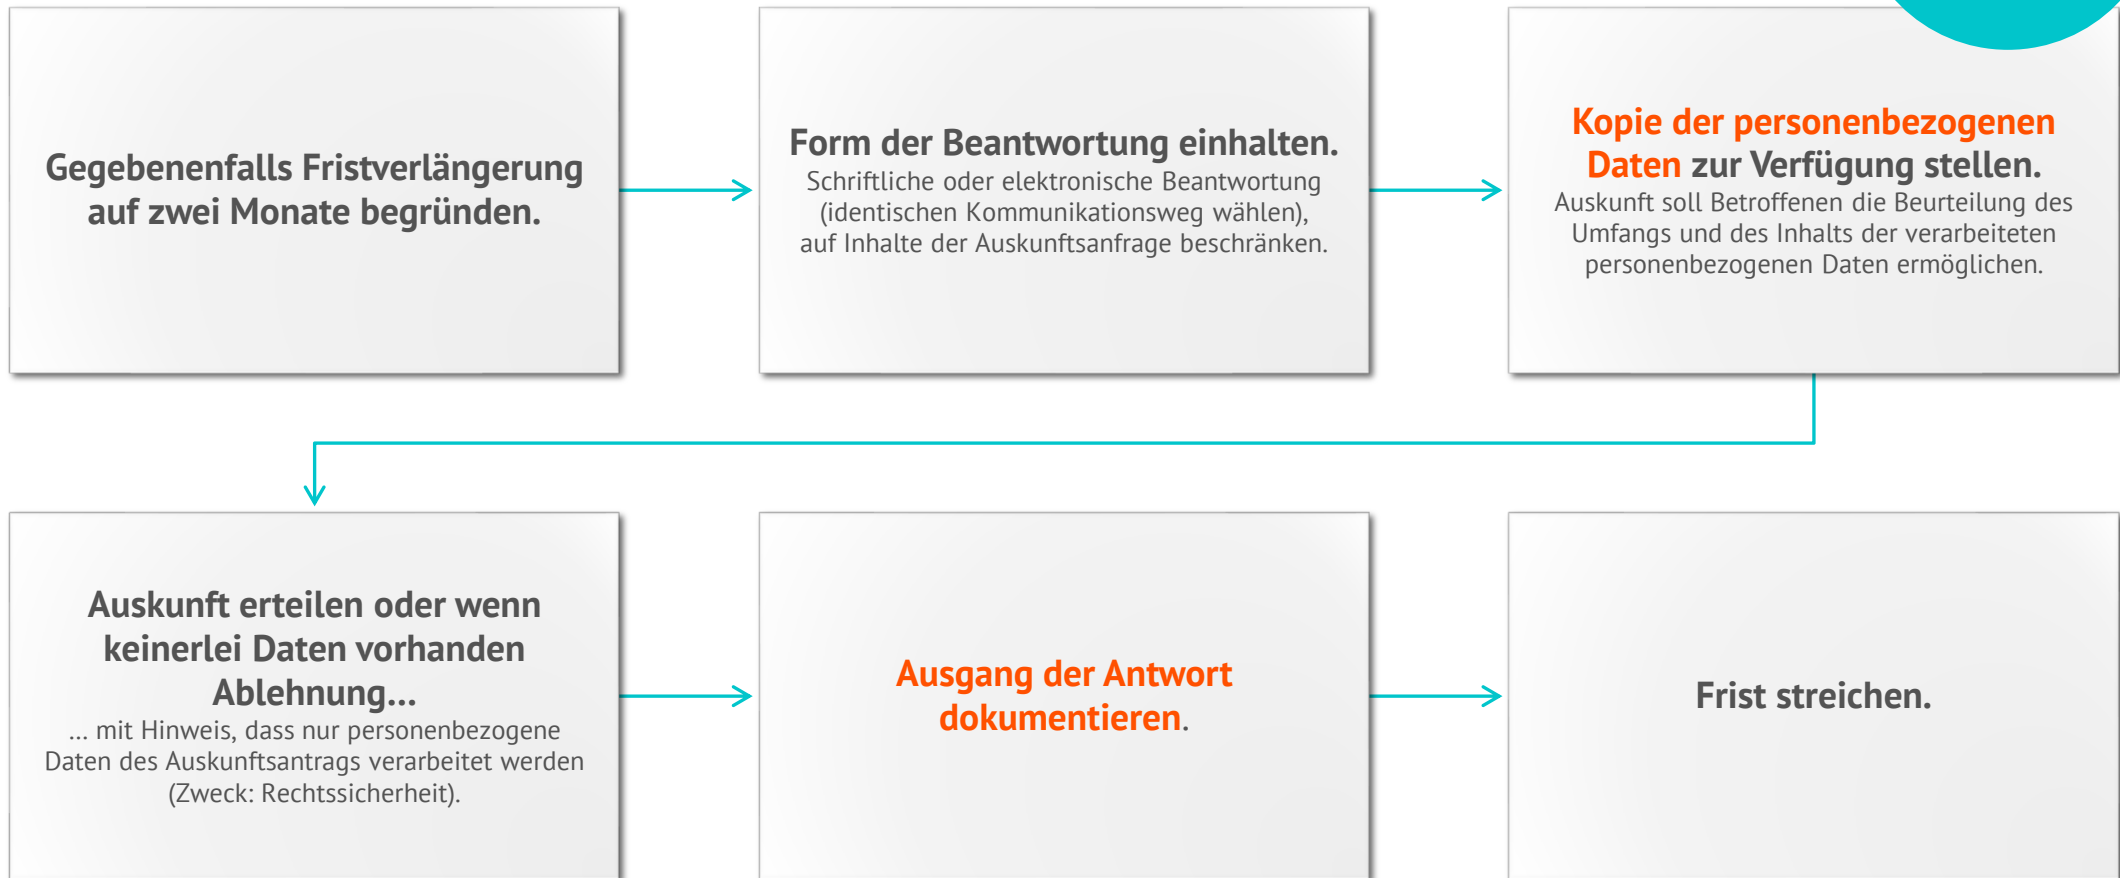 Gegebenenfalls Fristverlängerung
auf zwei Monate begründen.
Form der Beantwortung einhalten.
Schriftliche oder elektronische Beantwortung
(identischen Kommunikationsweg wählen),
auf Inhalte der Auskunftsanfrage beschränken.
Kopie der personenbezogenen
Daten zur Verfügung stellen.
Auskunft soll Betroffenen die Beurteilung des
Umfangs und des Inhalts der verarbeiteten
personenbezogenen Daten ermöglichen.
Auskunft erteilen oder wenn
keinerlei Daten vorhanden
Ablehnung...
... mit Hinweis, dass nur personenbezogene
Daten des Auskunftsantrags verarbeitet werden
(Zweck: Rechtssicherheit).
Ausgang der Antwort
dokumentieren.
Frist streichen.